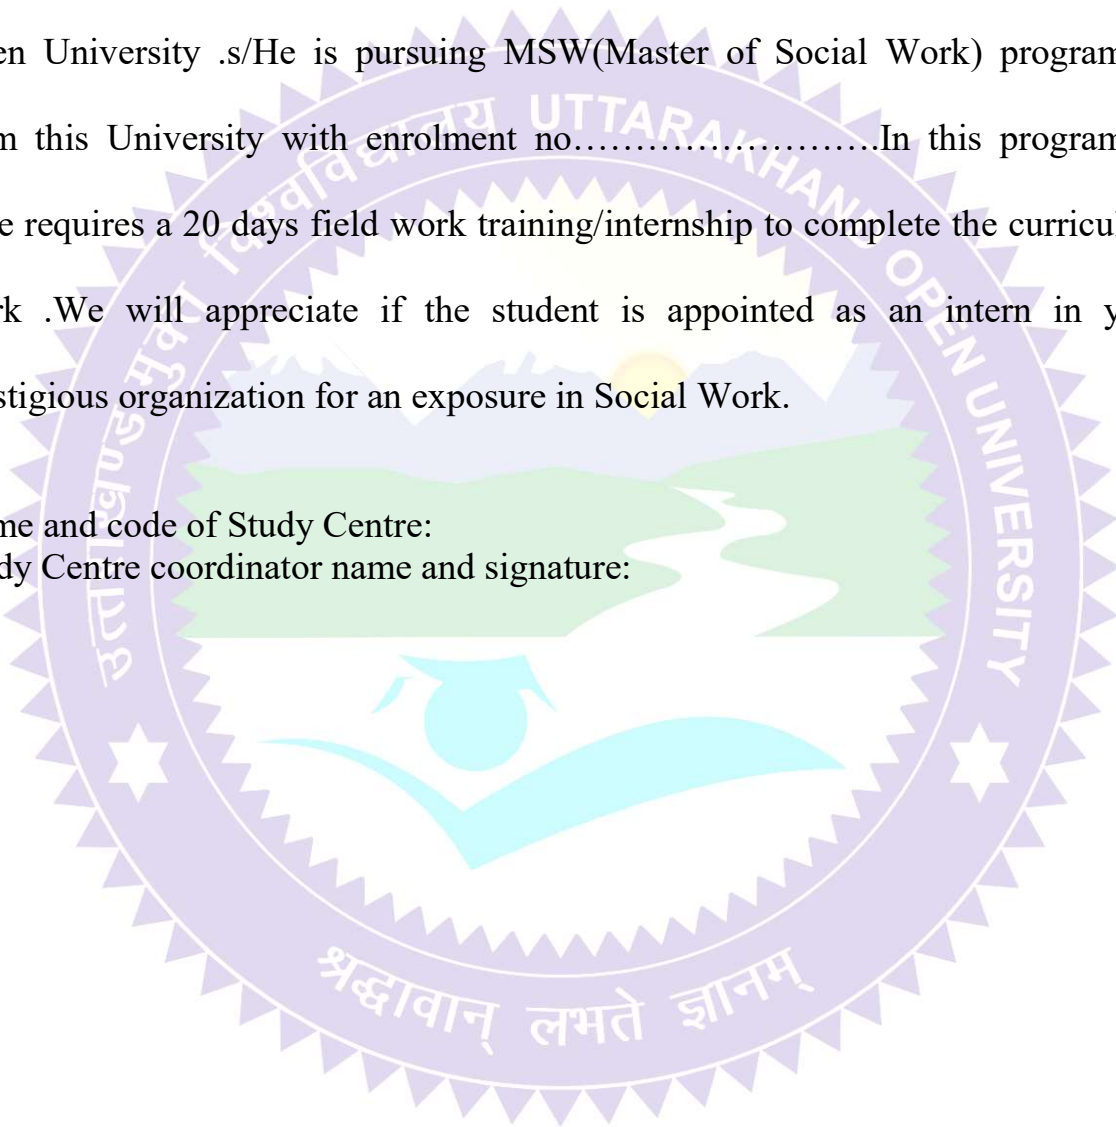 en University .s/He is pursuing MSW(Master of Social Work) program
m this University with enrolment no…………………….In this program
e requires a 20 days field work training/internship to complete the curricul
rk .We will appreciate if the student is appointed as an intern in y
stigious organization for an exposure in Social Work.
me and code of Study Centre:
dy Centre coordinator name and signature:
उत्तराखण्ड मुक्त विश्वविद्यालय UTTARAKHAND OPEN UNIVERSITY
श्रद्धावान् लभते ज्ञानम्